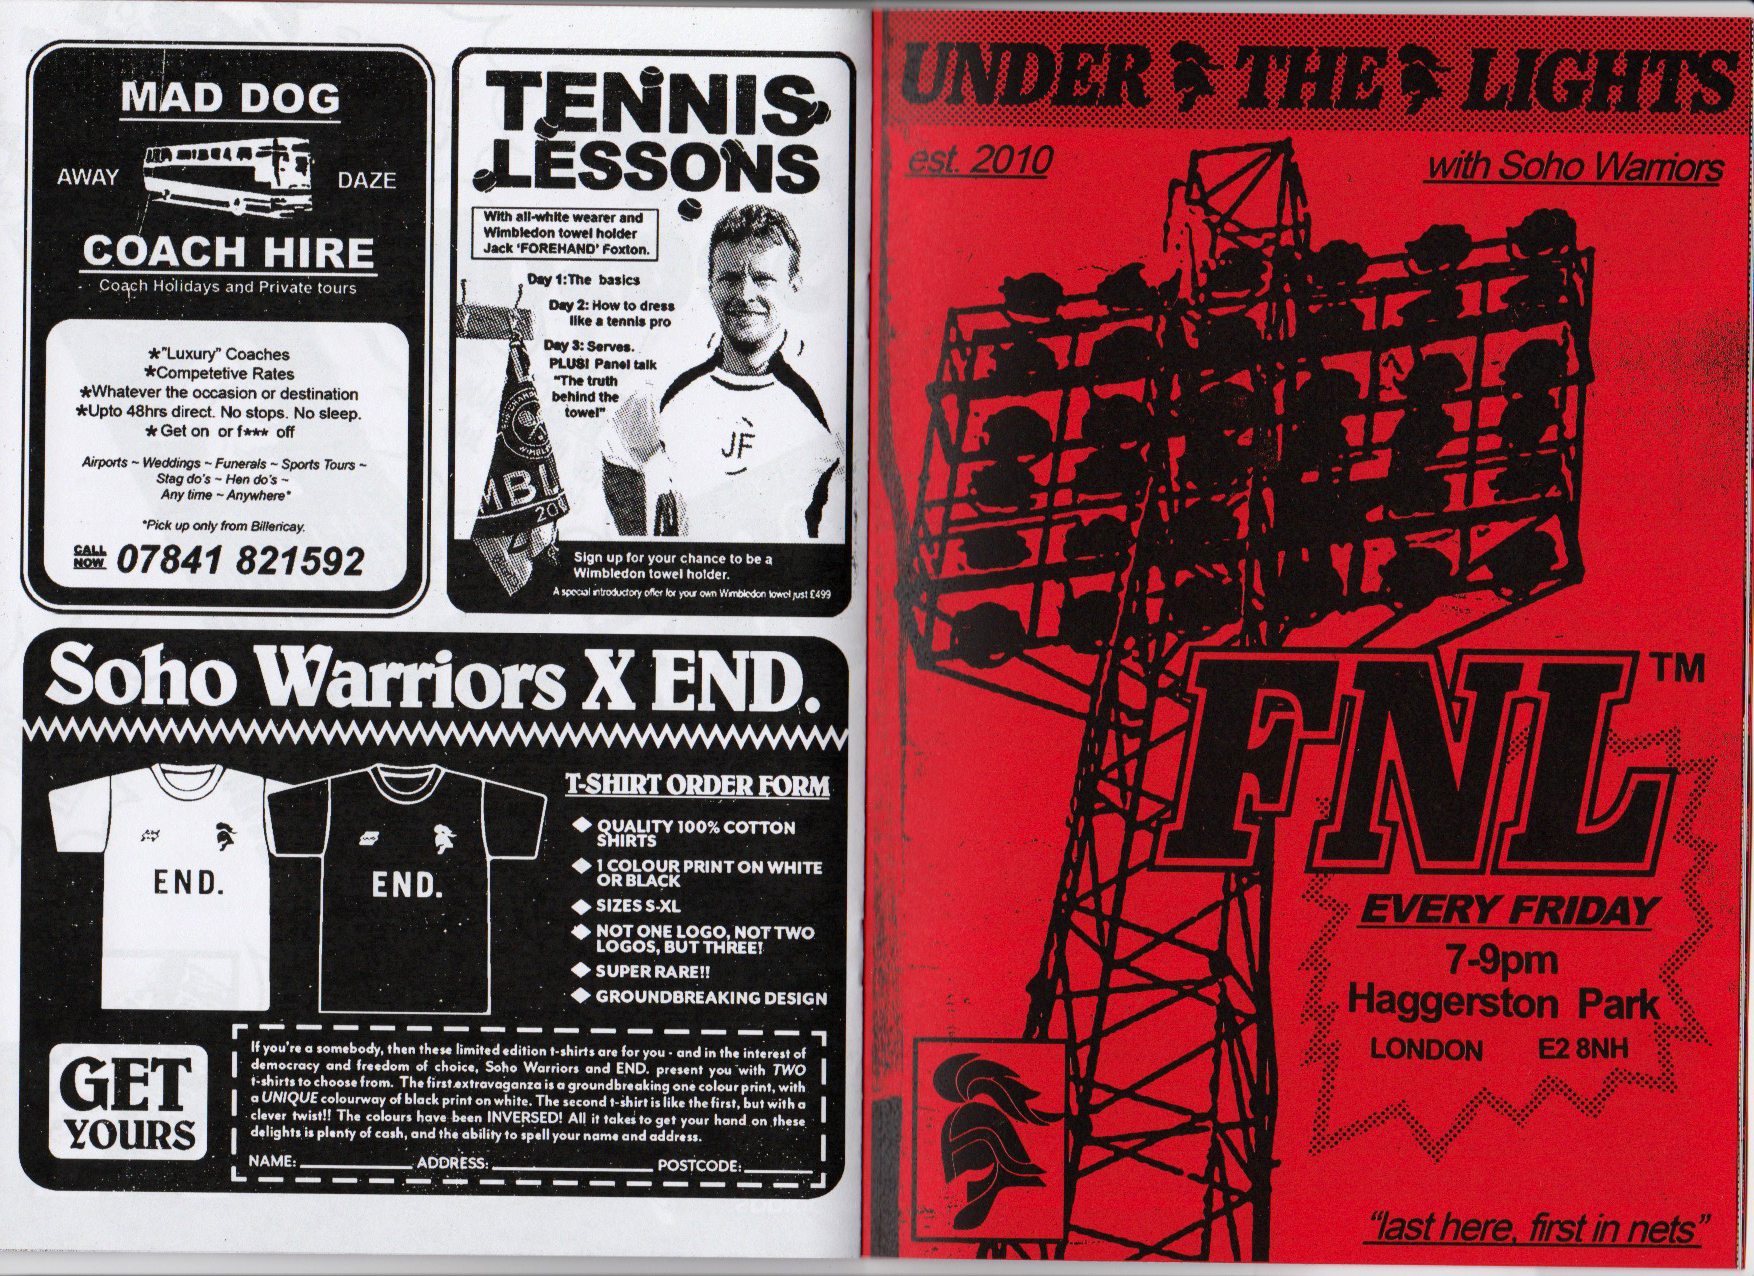 MAD DOG
AWAY DAZE
COACH HIRE
Coach Holidays and Private tours
★"Luxury" Coaches
★Competetive Rates
★Whatever the occasion or destination
★Upto 48hrs direct. No stops. No sleep.
★Get on or f★★★ off
Airports ~ Weddings ~ Funerals ~ Sports Tours ~
Stag do's ~ Hen do's ~
Any time ~ Anywhere*
*Pick up only from Billericay.
CALL
NOW 07841 821592
TENNIS
LESSONS
With all-white wearer and
Wimbledon towel holder
Jack 'FOREHAND' Foxton.
Day 1:The basics
Day 2: How to dress
like a tennis pro
Day 3: Serves.
PLUS! Panel talk
"The truth
behind the
towel"
JF
MBL
200
Sign up for your chance to be a
Wimbledon towel holder.
A special introductory offer for your own Wimbledon towel just £499
Soho Warriors X END.
END.
END.
T-SHIRT ORDER FORM
QUALITY 100% COTTON
SHIRTS
1 COLOUR PRINT ON WHITE
OR BLACK
SIZES S-XL
NOT ONE LOGO, NOT TWO
LOGOS, BUT THREE!
SUPER RARE!!
GROUNDBREAKING DESIGN
GET
YOURS
If you're a somebody, then these limited edition t-shirts are for you - and in the interest of
democracy and freedom of choice, Soho Warriors and END. present you with TWO
t-shirts to choose from. The first extravaganza is a groundbreaking one colour print, with
a UNIQUE colourway of black print on white. The second t-shirt is like the first, but with a
clever twist!! The colours have been INVERSED! All it takes to get your hand on these
delights is plenty of cash, and the ability to spell your name and address.
NAME: ADDRESS: POSTCODE:
UNDER THE LIGHTS
est. 2010 with Soho Warriors
FNL TM
EVERY FRIDAY
7-9pm
Haggerston Park
LONDON E2 8NH
"last here, first in nets"